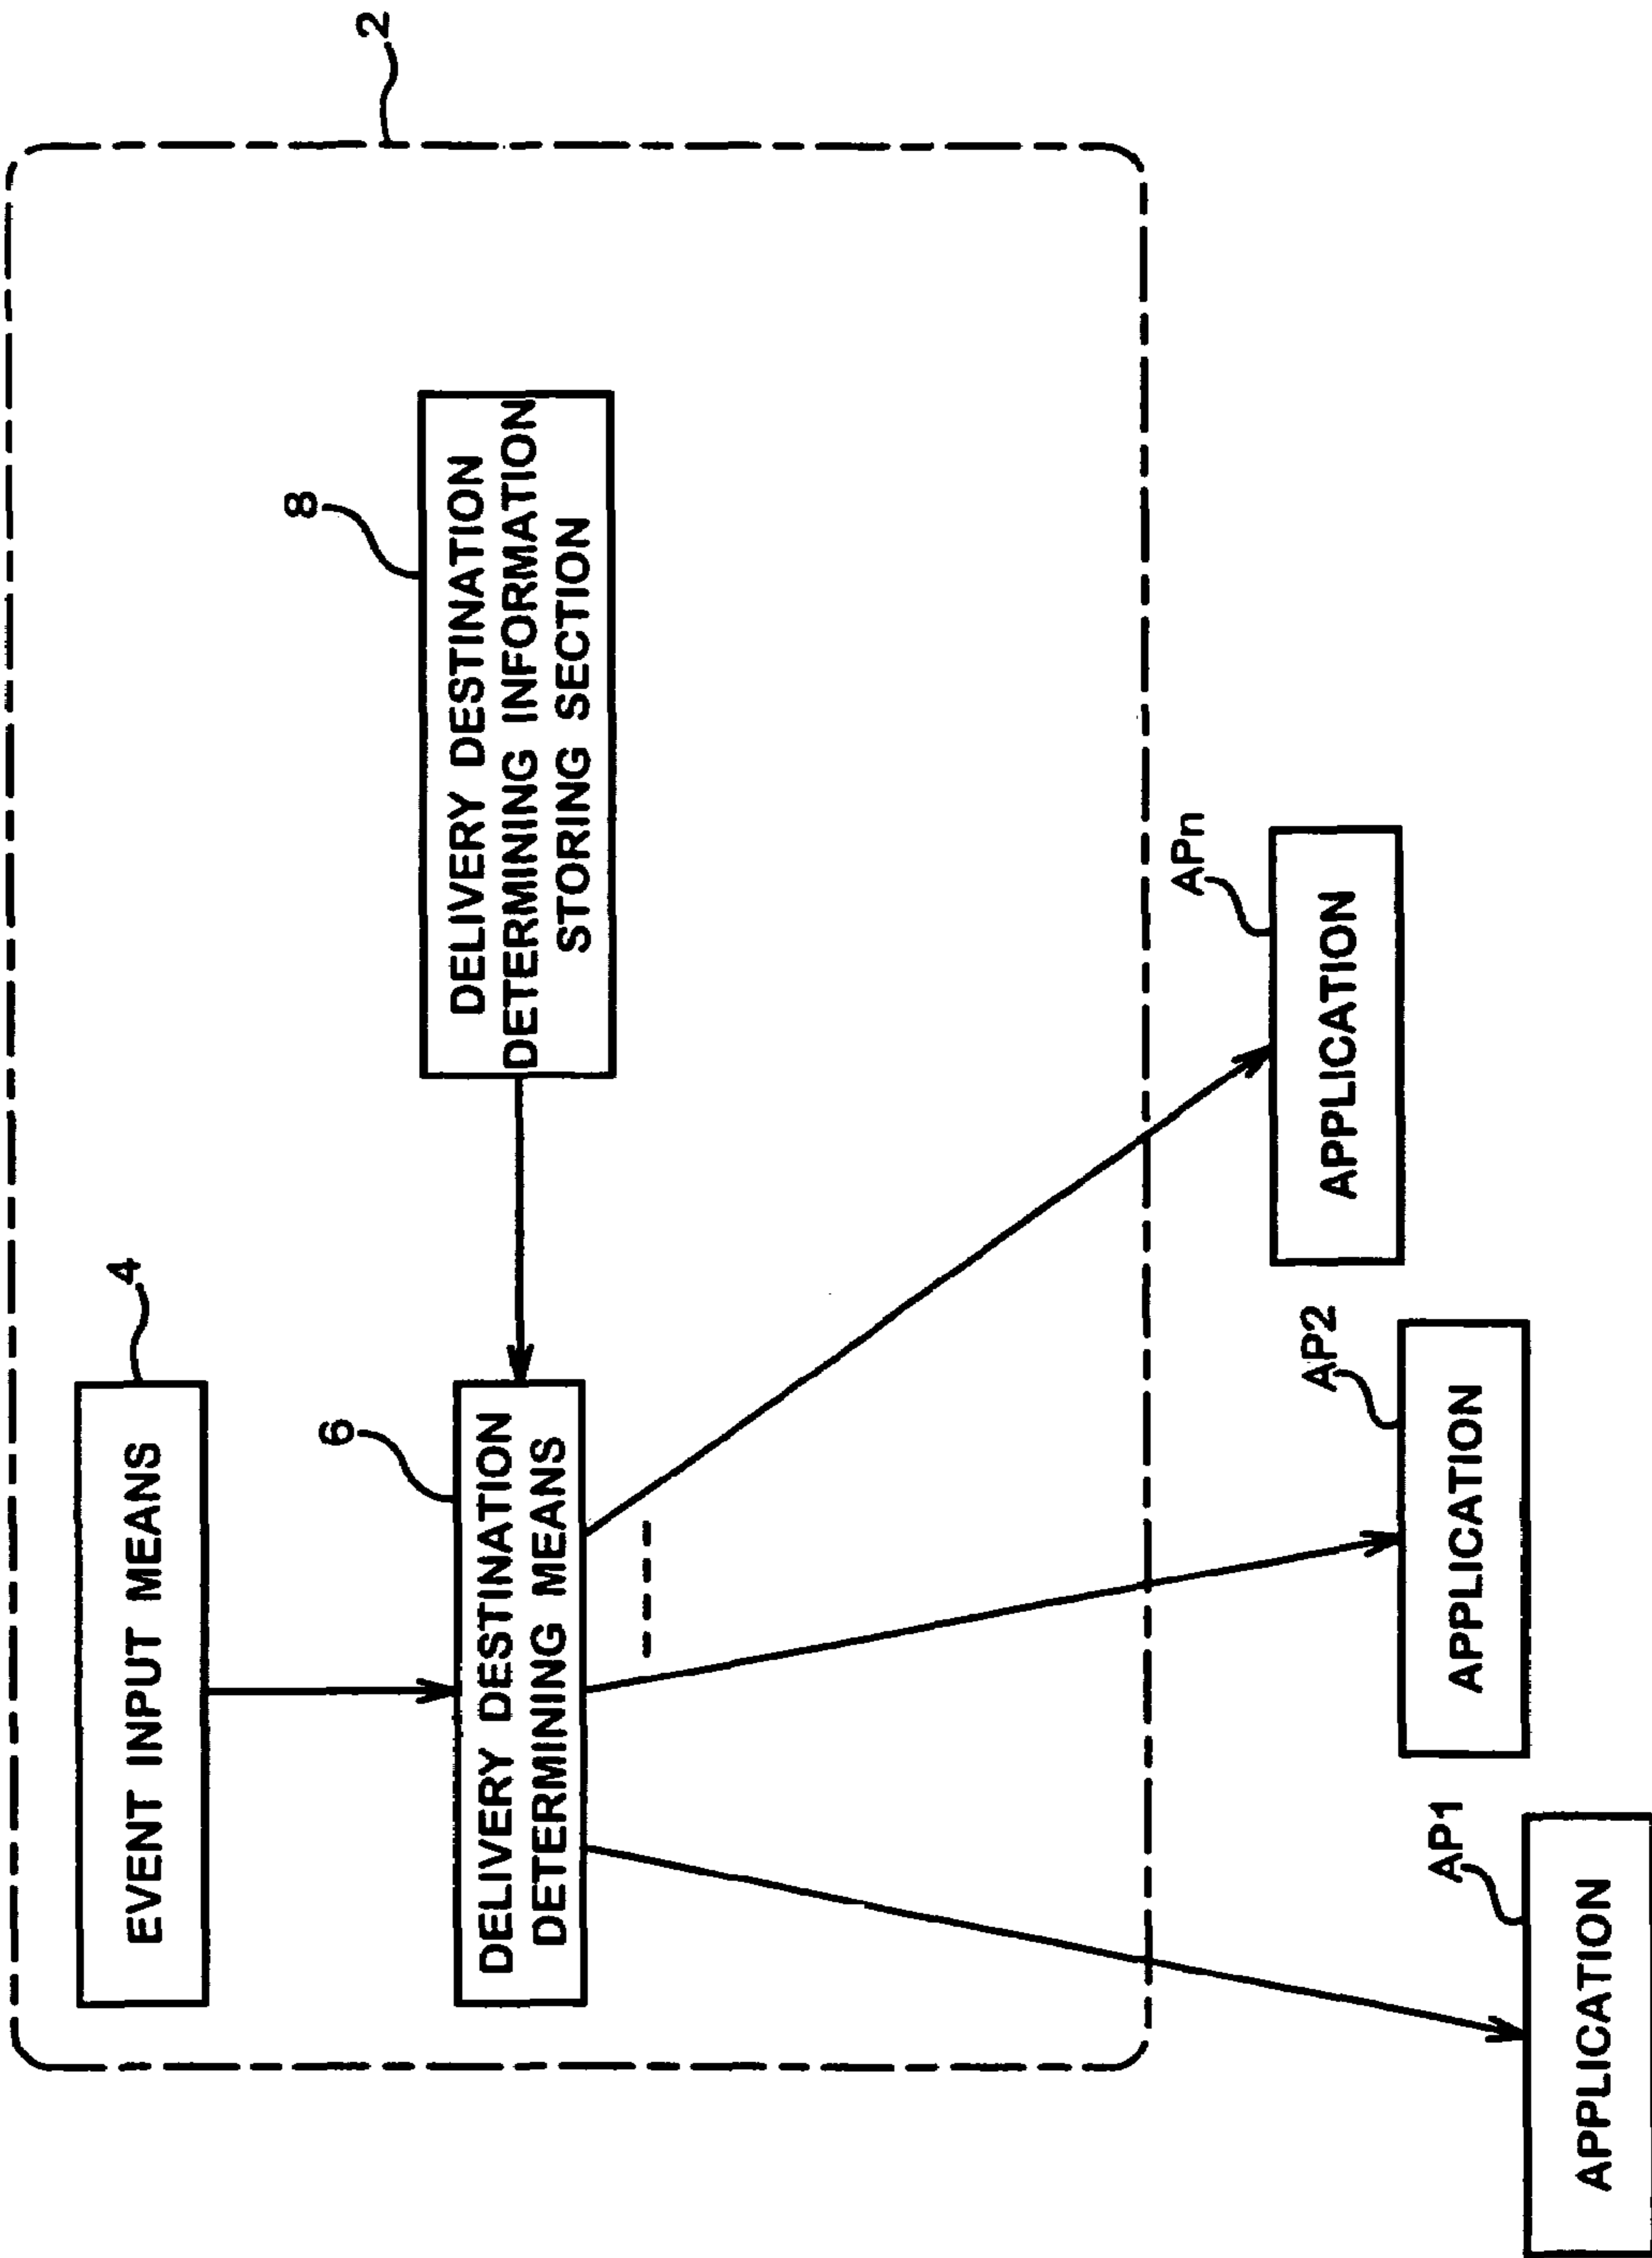 2
4
EVENT INPUT MEANS
6
DELIVERY DESTINATION
DETERMINING MEANS
8
DELIVERY DESTINATION
DETERMINING INFORMATION
STORING SECTION
AP1
APPLICATION
AP2
APPLICATION
APn
APPLICATION